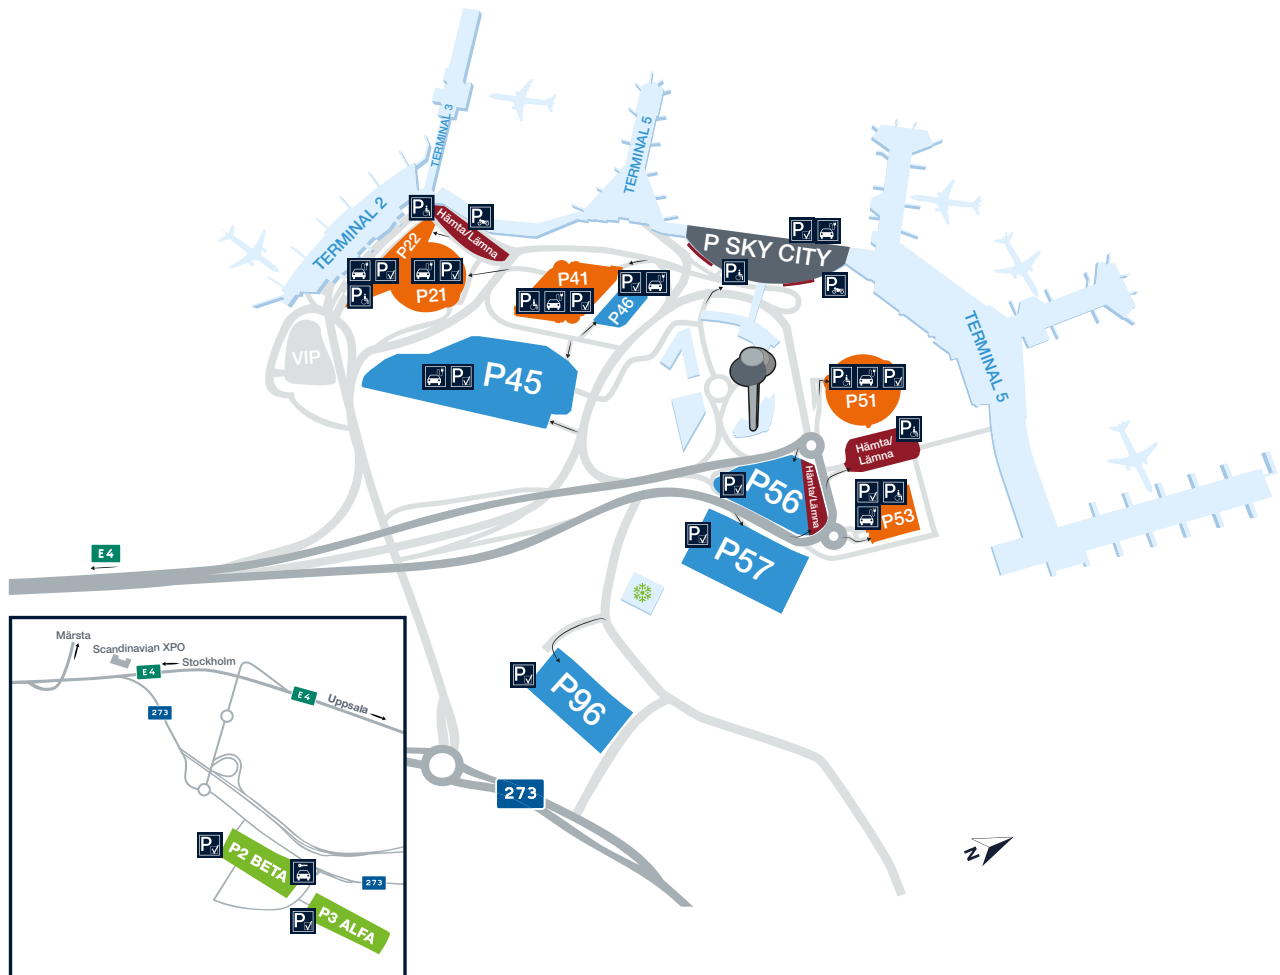 TERMINAL 3
TERMINAL 5
TERMINAL 2
P
Hämta/Lämna
P
P22
P P
P
P
P21
P41
P P
P
P46
P
P SKY CITY
P
P
VIP
P
P45
P P
P51
TERMINAL 5
Hämta/
Lämna
P
P
P56
Hämta/Lämna
P P
P53
P
P57
E4
P
P96
273
N
Märsta
Scandinavian XPO
E4
Stockholm
E4
Uppsala
273
P
P2 BETA
273
P
P3 ALFA